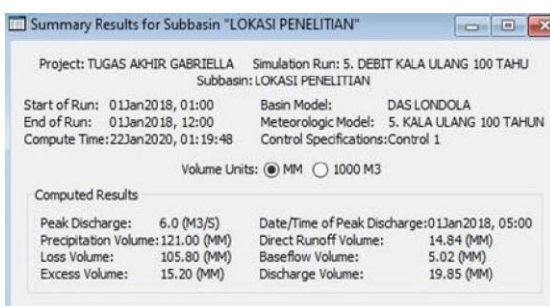 Summary Results for Subbasin "LOKASI PENELITIAN"
Project: TUGAS AKHIR GABRIELLA Simulation Run: 5. DEBIT KALA ULANG 100 TAHU
Subbasin: LOKASI PENELITIAN
Start of Run: 01Jan2018, 01:00 Basin Model: DAS LONDOLA
End of Run: 01Jan2018, 12:00 Meteorologic Model: 5. KALA ULANG 100 TAHUN
Compute Time:22Jan2020, 01:19:48 Control Specifications:Control 1
Volume Units: MM 1000 M3
Computed Results
Peak Discharge: 6.0 (M3/S) Date/Time of Peak Discharge:01Jan2018, 05:00
Precipitation Volume:121.00 (MM) Direct Runoff Volume: 14.84 (MM)
Loss Volume: 105.80 (MM) Baseflow Volume: 5.02 (MM)
Excess Volume: 15.20 (MM) Discharge Volume: 19.85 (MM)